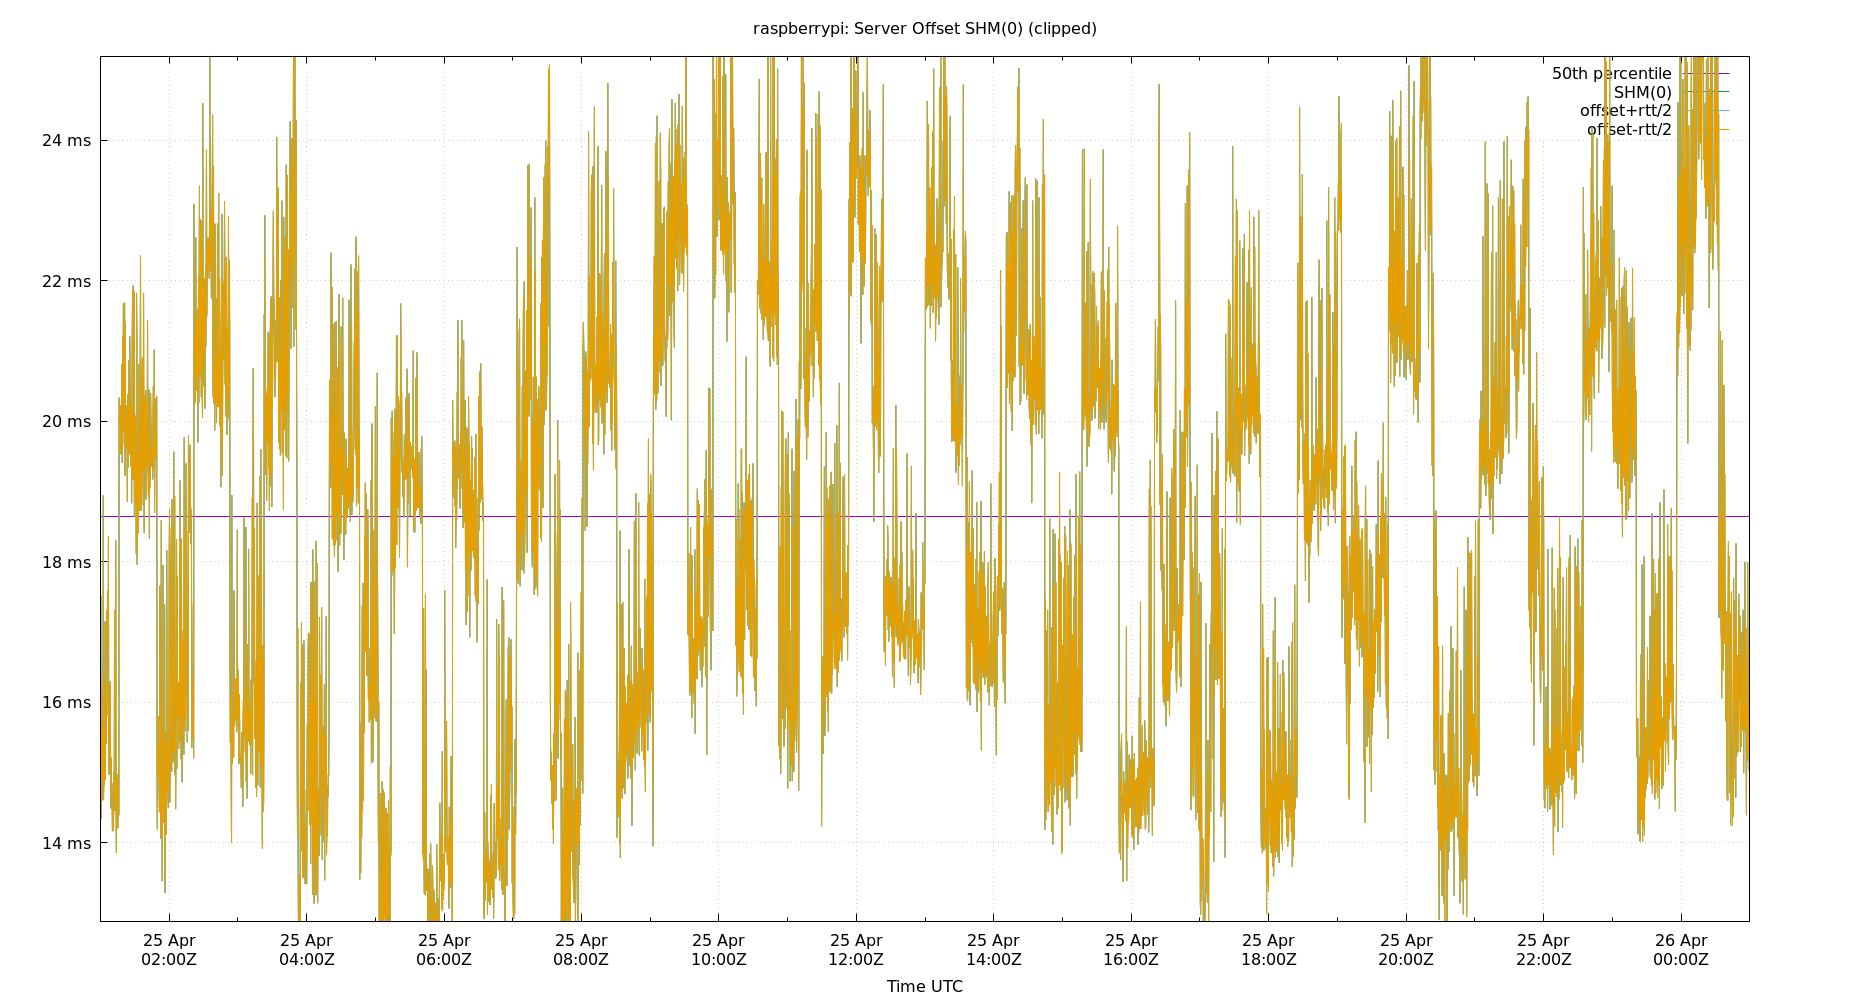 raspberrypi: Server Offset SHM(0) (clipped)
50th percentile
SHM(0)
offset+rtt/2
offset-rtt/2
24 ms
22 ms
20 ms
18 ms
16 ms
14 ms
25 Apr 25 Apr 25 Apr 25 Apr 25 Apr 25 Apr 25 Apr 25 Apr 25 Apr 25 Apr 25 Apr 26 Apr
02:00Z 04:00Z 06:00Z 08:00Z 10:00Z 12:00Z 14:00Z 16:00Z 18:00Z 20:00Z 22:00Z 00:00Z
Time UTC